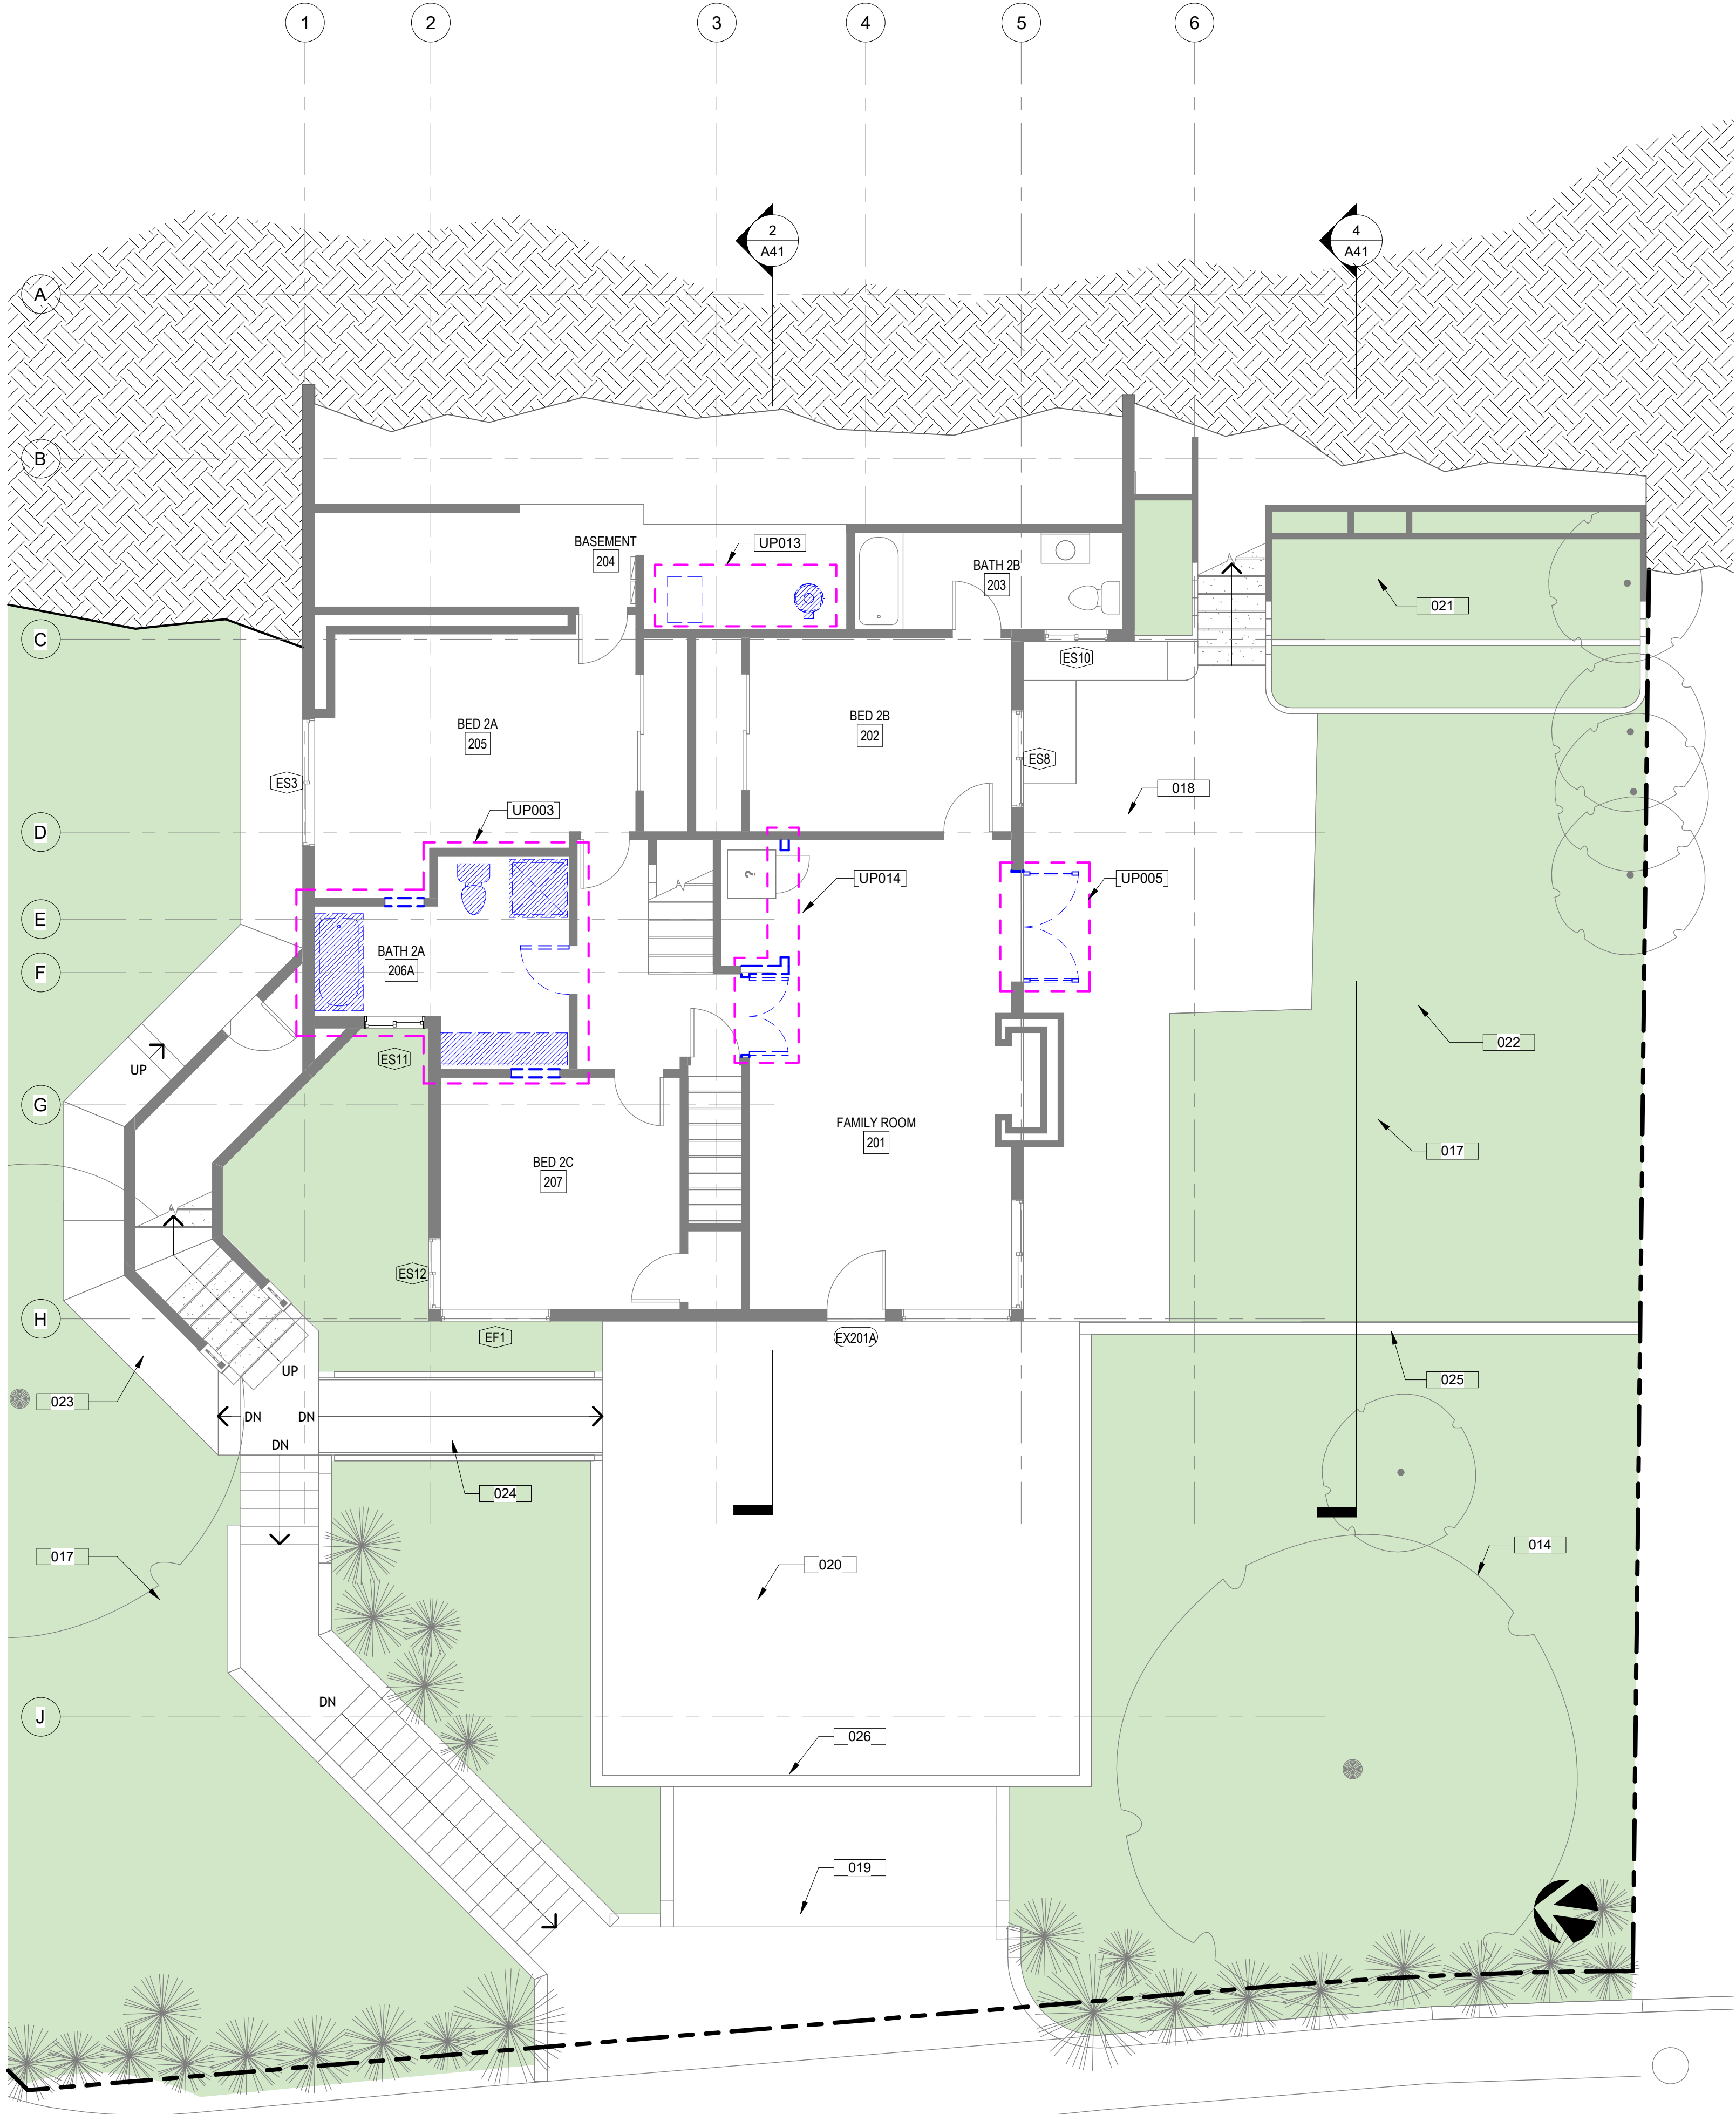 1
2
3
4
5
6
2
A41
4
A41
A
B
BASEMENT
204
UP013
BATH 2B
203
021
C
ES10
BED 2A
205
BED 2B
202
ES3
ES8
018
UP003
D
?
UP014
UP005
E
BATH 2A
206A
F
022
ES11
UP
G
FAMILY ROOM
201
017
BED 2C
207
ES12
H
EF1
EX201A
UP
025
023
DN
DN
DN
024
017
020
014
DN
J
026
019